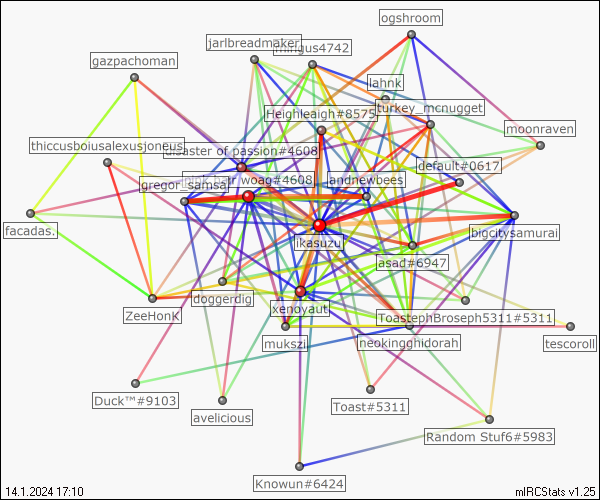 ogshroom
jarlbreadmaker
mingus4742
gazpachoman
lahnk
turkey_mcnugget
Heighleaigh#8575
moonraven
thiccusboiusalexusjoneus
disaster of passion#4608
default#0617
woag#4608
andnewbees
gregor_samsa
facadas.
ikasuzu
bigcitysamurai
asad#6947
doggerdig
xenoyaut
ZeeHonK
ToastephBroseph5311#5311
mukszi
neokingghidorah
tescoroll
Duck™#9103
avelicious
Toast#5311
Random Stuf6#5983
Knowun#6424
14.1.2024 17:10
mIRCStats v1.25